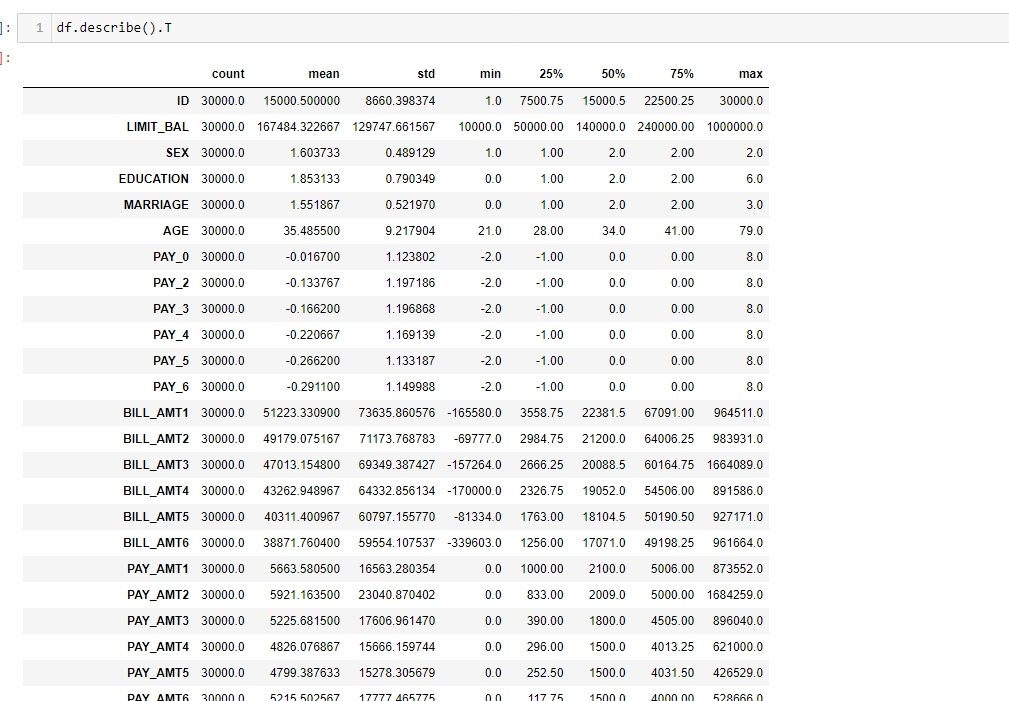 ]: 1 df.describe().T
]:
count mean std min 25% 50% 75% max
ID 30000.0 15000.500000 8660.398374 1.0 7500.75 15000.5 22500.25 30000.0
LIMIT_BAL 30000.0 167484.322667 129747.661567 10000.0 50000.00 140000.0 240000.00 1000000.0
SEX 30000.0 1.603733 0.489129 1.0 1.00 2.0 2.00 2.0
EDUCATION 30000.0 1.853133 0.790349 0.0 1.00 2.0 2.00 6.0
MARRIAGE 30000.0 1.551867 0.521970 0.0 1.00 2.0 2.00 3.0
AGE 30000.0 35.485500 9.217904 21.0 28.00 34.0 41.00 79.0
PAY_0 30000.0 -0.016700 1.123802 -2.0 -1.00 0.0 0.00 8.0
PAY_2 30000.0 -0.133767 1.197186 -2.0 -1.00 0.0 0.00 8.0
PAY_3 30000.0 -0.166200 1.196868 -2.0 -1.00 0.0 0.00 8.0
PAY_4 30000.0 -0.220667 1.169139 -2.0 -1.00 0.0 0.00 8.0
PAY_5 30000.0 -0.266200 1.133187 -2.0 -1.00 0.0 0.00 8.0
PAY_6 30000.0 -0.291100 1.149988 -2.0 -1.00 0.0 0.00 8.0
BILL_AMT1 30000.0 51223.330900 73635.860576 -165580.0 3558.75 22381.5 67091.00 964511.0
BILL_AMT2 30000.0 49179.075167 71173.768783 -69777.0 2984.75 21200.0 64006.25 983931.0
BILL_AMT3 30000.0 47013.154800 69349.387427 -157264.0 2666.25 20088.5 60164.75 1664089.0
BILL_AMT4 30000.0 43262.948967 64332.856134 -170000.0 2326.75 19052.0 54506.00 891586.0
BILL_AMT5 30000.0 40311.400967 60797.155770 -81334.0 1763.00 18104.5 50190.50 927171.0
BILL_AMT6 30000.0 38871.760400 59554.107537 -339603.0 1256.00 17071.0 49198.25 961664.0
PAY_AMT1 30000.0 5663.580500 16563.280354 0.0 1000.00 2100.0 5006.00 873552.0
PAY_AMT2 30000.0 5921.163500 23040.870402 0.0 833.00 2009.0 5000.00 1684259.0
PAY_AMT3 30000.0 5225.681500 17606.961470 0.0 390.00 1800.0 4505.00 896040.0
PAY_AMT4 30000.0 4826.076867 15666.159744 0.0 296.00 1500.0 4013.25 621000.0
PAY_AMT5 30000.0 4799.387633 15278.305679 0.0 252.50 1500.0 4031.50 426529.0
PAY_AMT6 30000.0 5215.502567 17777.465775 0.0 117.75 1500.0 4000.00 528666.0